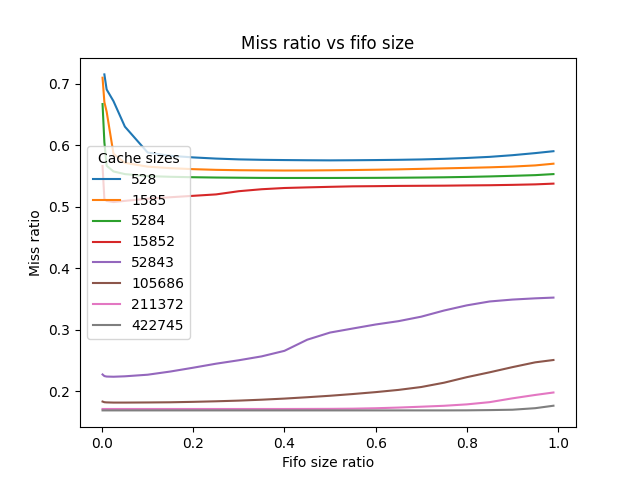 Miss ratio vs fifo size
0.7
0.6
0.5
0.4
0.3
0.2
Miss ratio
Cache sizes
528
1585
5284
15852
52843
105686
211372
422745
0.0 0.2 0.4 0.6 0.8 1.0
Fifo size ratio